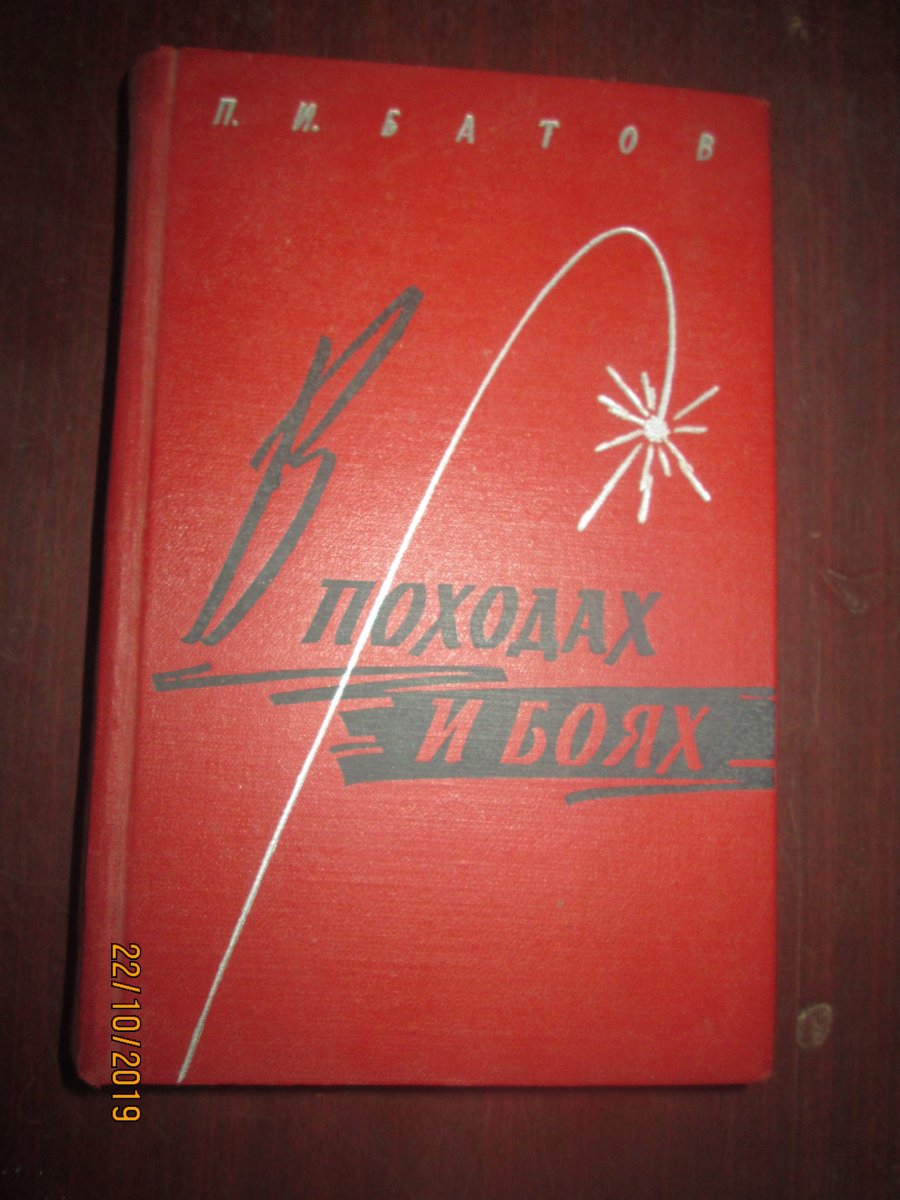 П. И. БАТОВ
В
ПОХОДАХ
И БОЯХ
22/10/2019